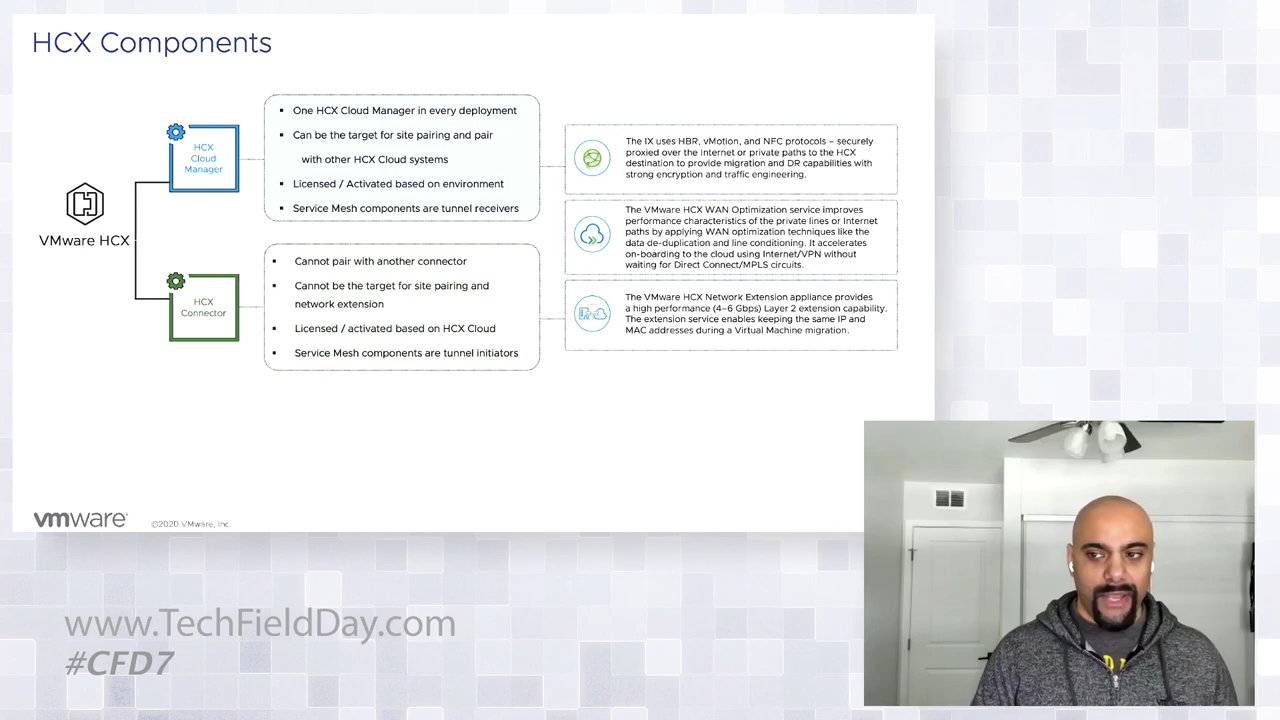 HCX Components
HCX
Cloud
Manager
VMware HCX
HCX
Connector
▪ One HCX Cloud Manager in every deployment
▪ Can be the target for site pairing and pair
with other HCX Cloud systems
▪ Licensed / Activated based on environment
▪ Service Mesh components are tunnel receivers
▪ Cannot pair with another connector
▪ Cannot be the target for site pairing and
network extension
▪ Licensed / activated based on HCX Cloud
▪ Service Mesh components are tunnel initiators
The IX uses HBR, vMotion, and NFC protocols – securely
proxied over the Internet or private paths to the HCX
destination to provide migration and DR capabilities with
strong encryption and traffic engineering.
The VMware HCX WAN Optimization service improves
performance characteristics of the private lines or Internet
paths by applying WAN optimization techniques like the
data de-duplication and line conditioning. It accelerates
on-boarding to the cloud using Internet/VPN without
waiting for Direct Connect/MPLS circuits.
The VMware HCX Network Extension appliance provides
a high performance (4–6 Gbps) Layer 2 extension capability.
The extension service enables keeping the same IP and
MAC addresses during a Virtual Machine migration.
vmware®
©2020 VMware, Inc.
www.TechFieldDay.com
#CFD7